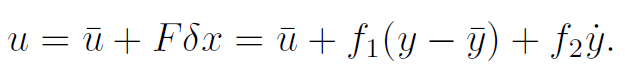 u = ū + Fδx = ū + f₁(y − ȳ) + f₂ẏ.